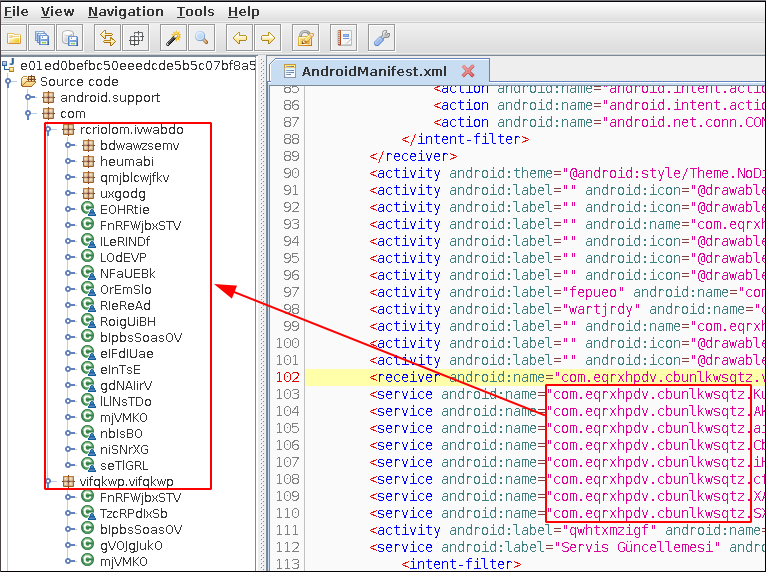 File View Navigation Tools Help
e01ed0befbc50eeedcde5b5c07bf8a5
Source code
android.support
com
rcriolom.ivwabdo
bdwawzsemv
heumabi
qmjblcwjfkv
uxgodg
EOHRtie
FnRFWjbxSTV
ILeRlNDf
LOdEVP
NFaUEBk
OrEmSlo
RleReAd
RoigUiBH
bIpbsSoasOV
eIFdlUae
eInTsE
gdNAlirV
lLlNsTDo
mjVMKO
nbIsBO
niSNrXG
seTlGRL
vifqkwp.vifqkwp
FnRFWjbxSTV
TzcRPdIxSb
bIpbsSoasOV
gVOJgJukO
mjVMKO
AndroidManifest.xml
85 <action android:name="android.intent.actio
86 <action android:name="android.intent.actio
87 <action android:name="android.net.conn.CON
88 </intent-filter>
89 </receiver>
90 <activity android:theme="@android:style/Theme.NoDi
91 <activity android:label="" android:icon="@drawable
92 <activity android:label="" android:icon="@drawable
93 <activity android:label="" android:name="com.eqrxh
94 <activity android:label="" android:icon="@drawable
95 <activity android:label="" android:icon="@drawable
96 <activity android:label="" android:icon="@drawable
97 <activity android:label="fepueo" android:name="com
98 <activity android:label="wartjrdy" android:name="c
99 <activity android:label="" android:name="com.eqrxh
100 <activity android:label="" android:icon="@drawable
101 <activity android:label="" android:icon="@drawable
102 <receiver android:name="com.eqrxhpdv.cbunlkwsqtz.v
103 <service android:name="com.eqrxhpdv.cbunlkwsqtz.Ku
104 <service android:name="com.eqrxhpdv.cbunlkwsqtz.Ak
105 <service android:name="com.eqrxhpdv.cbunlkwsqtz.ai
106 <service android:name="com.eqrxhpdv.cbunlkwsqtz.Cb
107 <service android:name="com.eqrxhpdv.cbunlkwsqtz.iH
108 <service android:name="com.eqrxhpdv.cbunlkwsqtz.cf
109 <service android:name="com.eqrxhpdv.cbunlkwsqtz.XA
110 <service android:name="com.eqrxhpdv.cbunlkwsqtz.SX
111 <activity android:label="qwhtxmzigf" android:name=
112 <service android:label="Servis Güncellemesi" andro
113 <intent-filter>